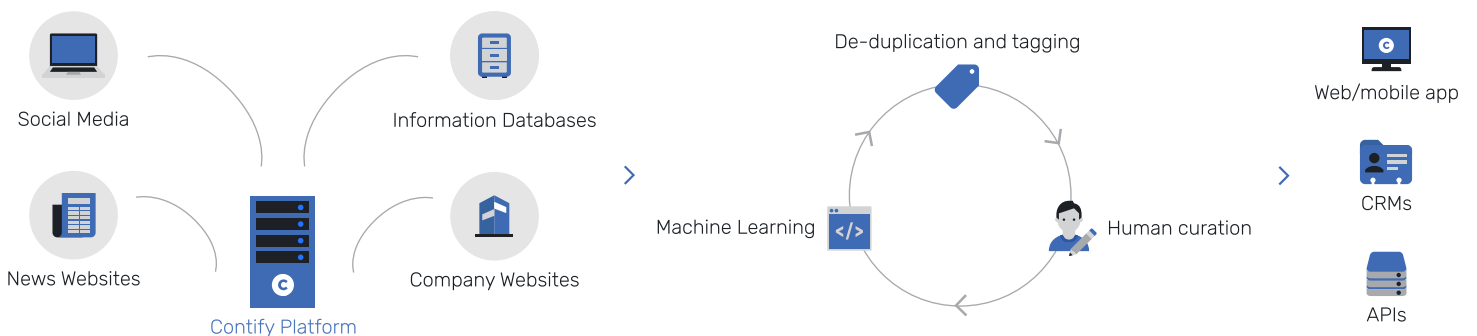 Social Media
Information Databases
News Websites
Company Websites
C
Contify Platform
De-duplication and tagging
Machine Learning
</>
Human curation
C
Web/mobile app
CRMs
APIs